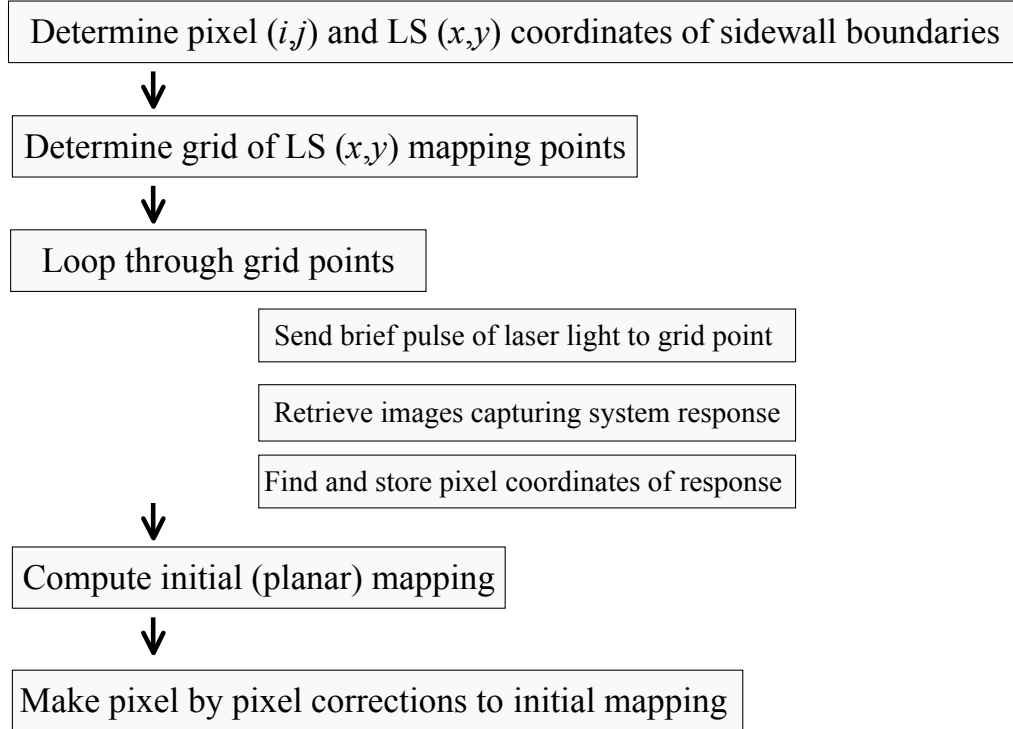 Determine pixel (i,j) and LS (x,y) coordinates of sidewall boundaries
Determine grid of LS (x,y) mapping points
Loop through grid points
Send brief pulse of laser light to grid point
Retrieve images capturing system response
Find and store pixel coordinates of response
Compute initial (planar) mapping
Make pixel by pixel corrections to initial mapping